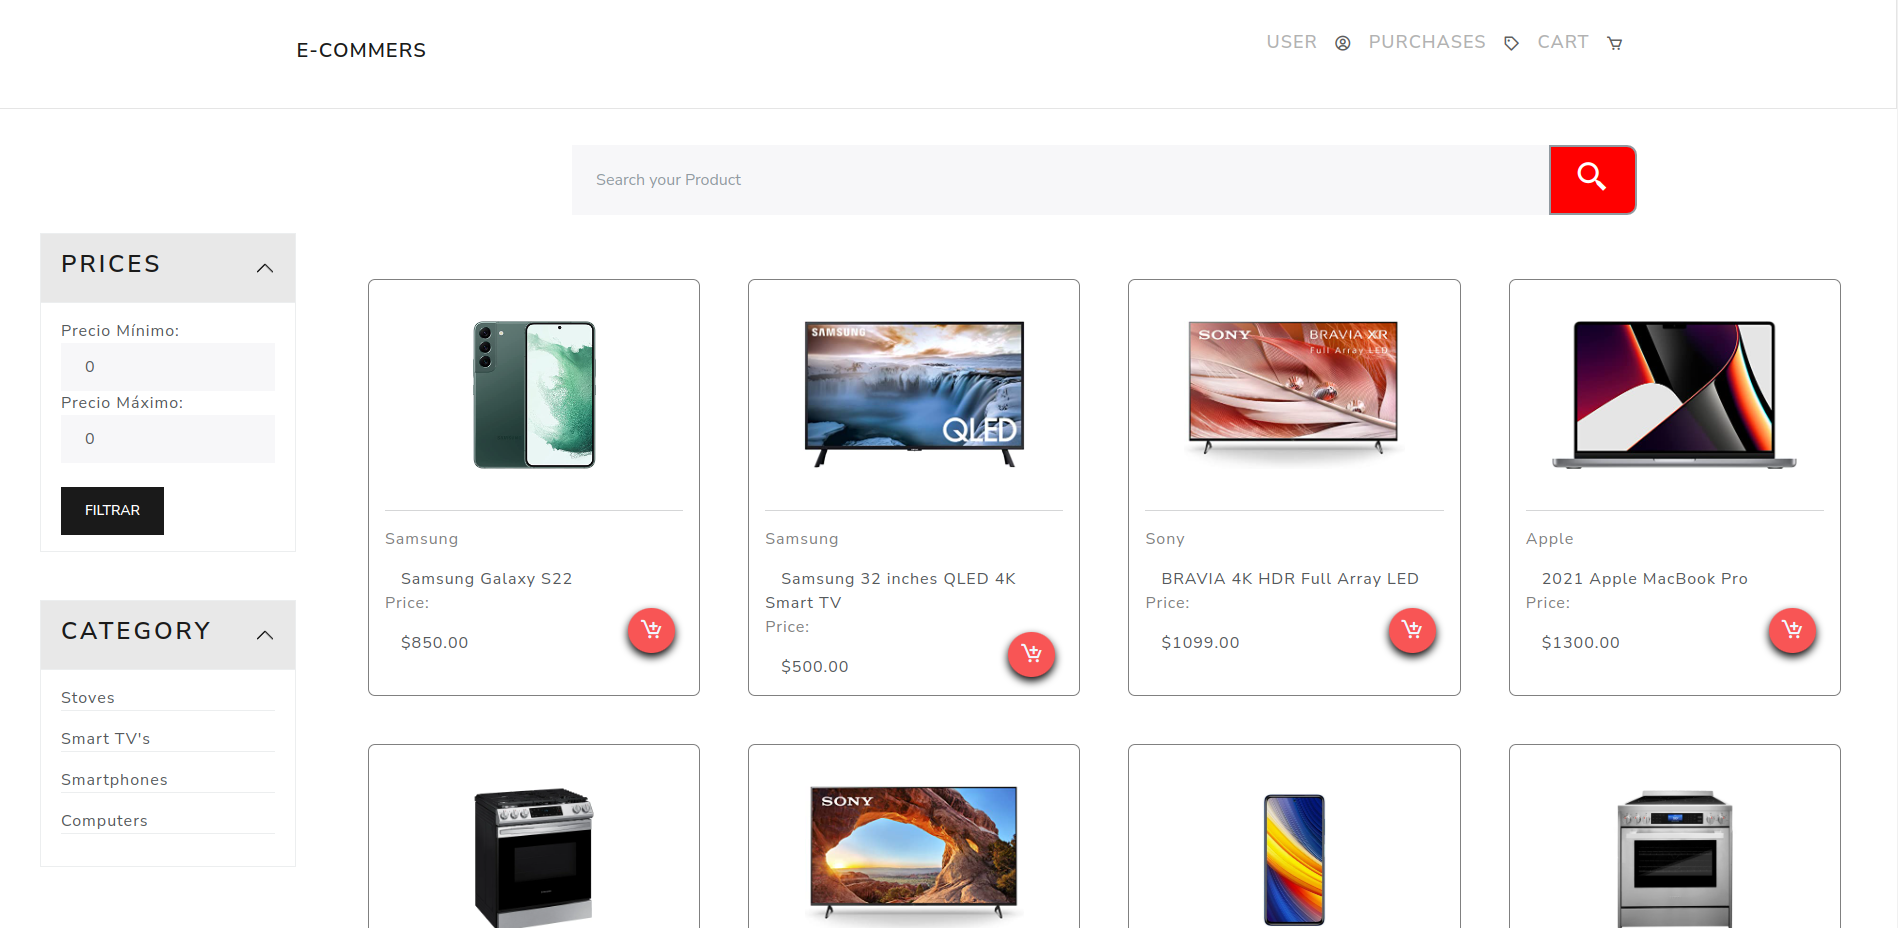 E-COMMERS
USER PURCHASES CART
Search your Product
PRICES
Precio Mínimo:
0
Precio Máximo:
0
FILTRAR
CATEGORY
Stoves
Smart TV's
Smartphones
Computers
Samsung
Samsung Galaxy S22
Price:
$850.00
SAMSUNG
QLED
Samsung
Samsung 32 inches QLED 4K
Smart TV
Price:
$500.00
SONY BRAVIA XR
Full Array LED
Sony
BRAVIA 4K HDR Full Array LED
Price:
$1099.00
Apple
2021 Apple MacBook Pro
Price:
$1300.00
SONY